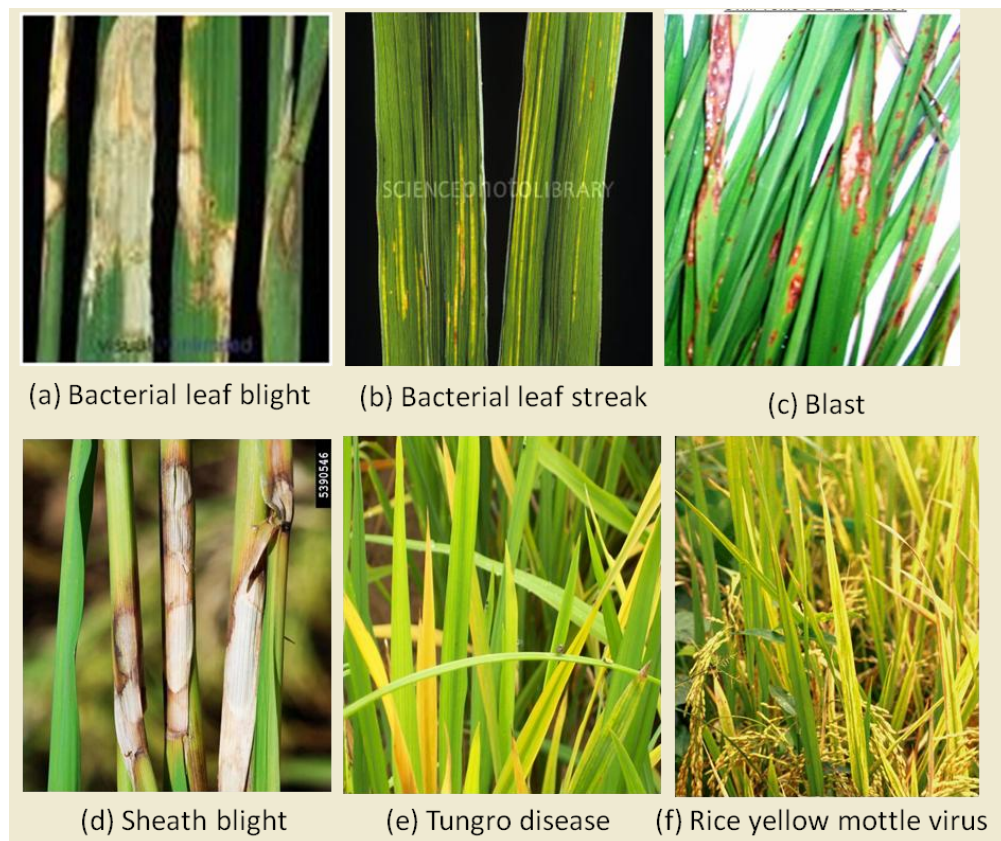 SCIENCEPHOTOLIBRARY
(a) Bacterial leaf blight
(b) Bacterial leaf streak
(c) Blast
5390546
(d) Sheath blight
(e) Tungro disease
(f) Rice yellow mottle virus